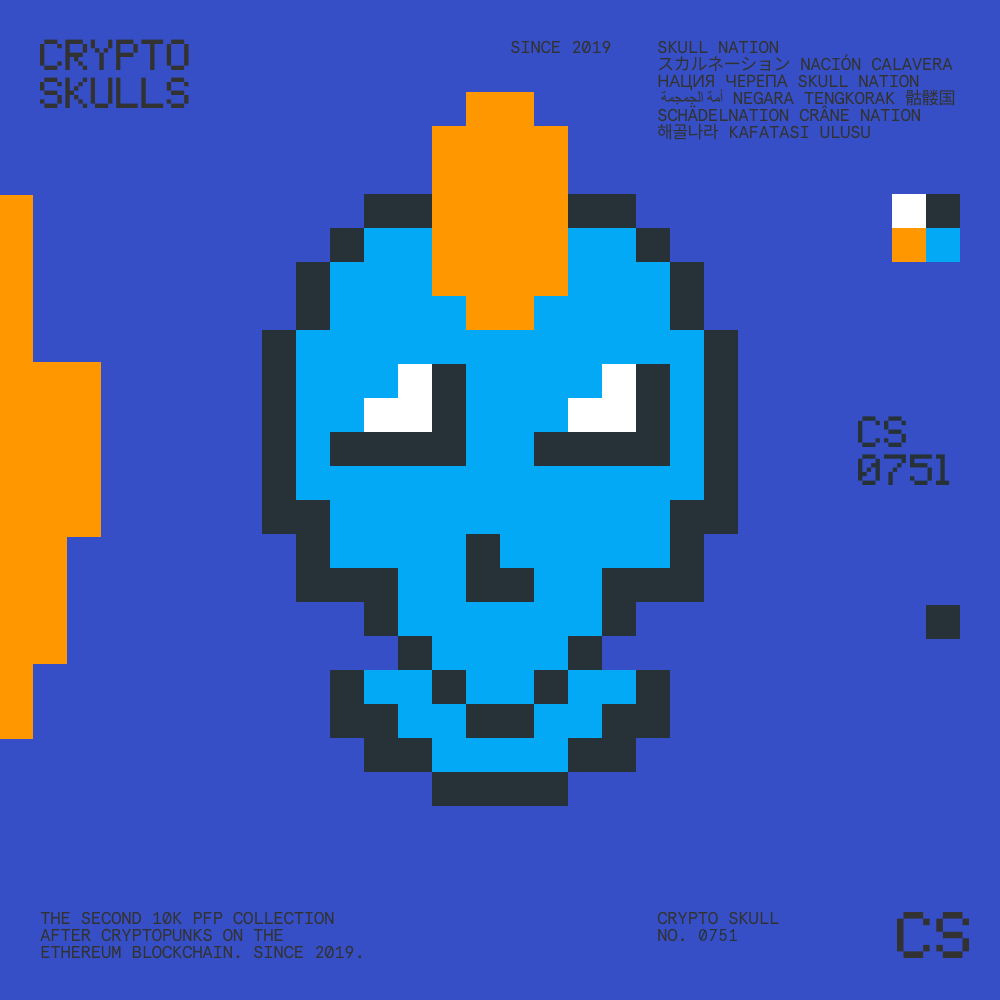 CRYPTO
SKULLS
SINCE 2019
SKULL NATION
スカルネーション NACIÓN CALAVERA
НАЦИЯ ЧЕРЕПА SKULL NATION
أمة الجمجمة NEGARA TENGKORAK 骷髅国
SCHÄDELNATION CRÂNE NATION
해골나라 KAFATASI ULUSU
CS
0751
THE SECOND 10K PFP COLLECTION
AFTER CRYPTOPUNKS ON THE
ETHEREUM BLOCKCHAIN. SINCE 2019.
CRYPTO SKULL
NO. 0751
CS